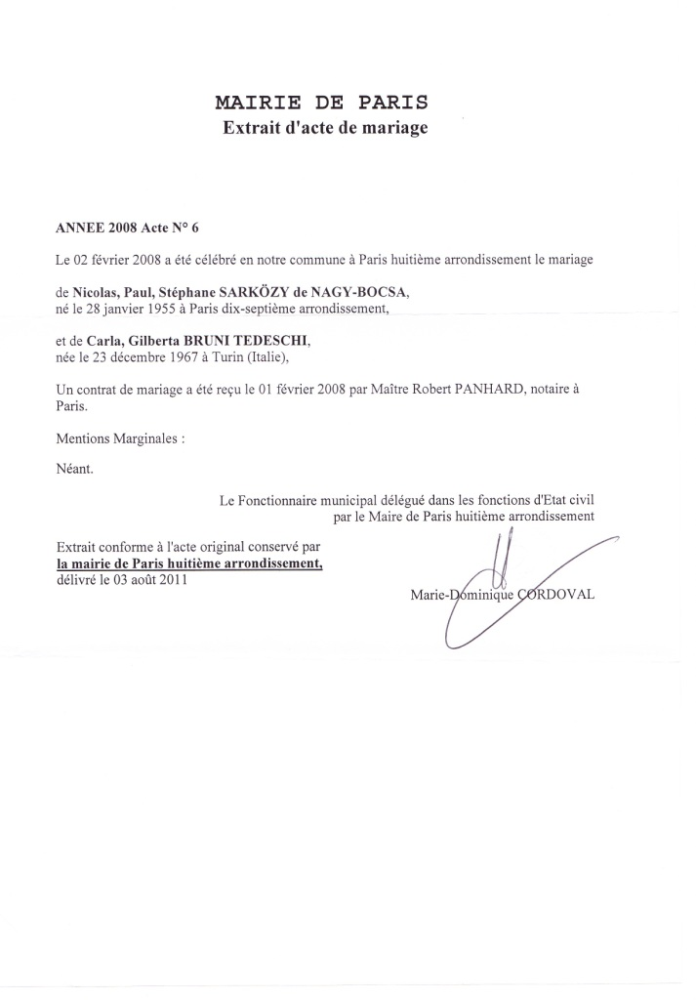 MAIRIE DE PARIS
Extrait d'acte de mariage
ANNEE 2008 Acte N° 6
Le 02 février 2008 a été célébré en notre commune à Paris huitième arrondissement le mariage
de Nicolas, Paul, Stéphane SARKÖZY de NAGY-BOCSA,
né le 28 janvier 1955 à Paris dix-septième arrondissement,
et de Carla, Gilberta BRUNI TEDESCHI,
née le 23 décembre 1967 à Turin (Italie),
Un contrat de mariage a été reçu le 01 février 2008 par Maître Robert PANHARD, notaire à
Paris.
Mentions Marginales :
Néant.
Le Fonctionnaire municipal délégué dans les fonctions d'Etat civil
par le Maire de Paris huitième arrondissement
Extrait conforme à l'acte original conservé par
la mairie de Paris huitième arrondissement,
délivré le 03 août 2011
Marie-Dominique CORDOVAL